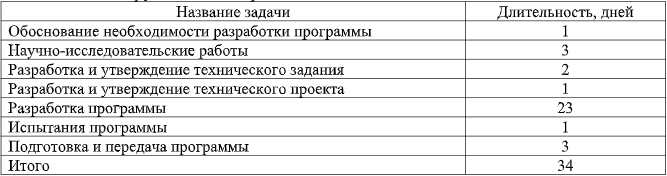 Название задачи Длительность, дней
Обоснование необходимости разработки программы 1
Научно-исследовательские работы 3
Разработка и утверждение технического задания 2
Разработка и утверждение технического проекта 1
Разработка программы 23
Испытания программы 1
Подготовка и передача программы 3
Итого 34